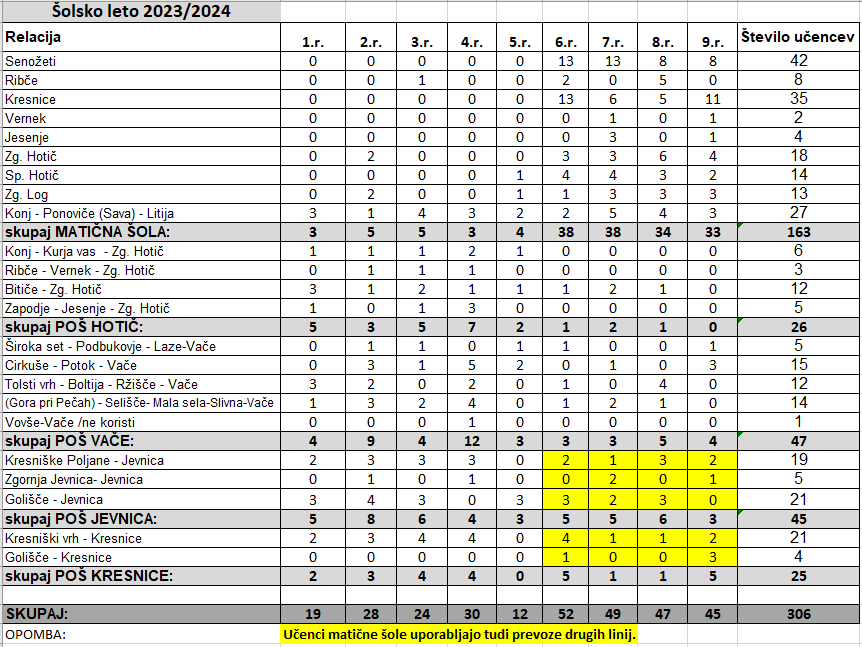 Šolsko leto 2023/2024
Relacija 1.r. 2.r. 3.r. 4.r. 5.r. 6.r. 7.r. 8.r. 9.r. Število učencev
Senožeti 0 0 0 0 0 13 13 8 8 42
Ribče 0 0 1 0 0 2 0 5 0 8
Kresnice 0 0 0 0 0 13 6 5 11 35
Vernek 0 0 0 0 0 0 1 0 1 2
Jesenje 0 0 0 0 0 0 3 0 1 4
Zg. Hotič 0 2 0 0 0 3 3 6 4 18
Sp. Hotič 0 0 0 0 1 4 4 3 2 14
Zg. Log 0 2 0 0 1 1 3 3 3 13
Konj - Ponoviče (Sava) - Litija 3 1 4 3 2 2 5 4 3 27
skupaj MATIČNA ŠOLA: 3 5 5 3 4 38 38 34 33 163
Konj - Kurja vas - Zg. Hotič 1 1 1 2 1 0 0 0 0 6
Ribče - Vernek - Zg. Hotič 0 1 1 1 0 0 0 0 0 3
Bitiče - Zg. Hotič 3 1 2 1 1 1 2 1 0 12
Zapodje - Jesenje - Zg. Hotič 1 0 1 3 0 0 0 0 0 5
skupaj POŠ HOTIČ: 5 3 5 7 2 1 2 1 0 26
Široka set - Podbukovje - Laze-Vače 0 1 1 0 1 1 0 0 1 5
Cirkuše - Potok - Vače 0 3 1 5 2 0 1 0 3 15
Tolsti vrh - Boltija - Ržišče - Vače 3 2 0 2 0 1 0 4 0 12
(Gora pri Pečah) - Selišče- Mala sela-Slivna-Vače 1 3 2 4 0 1 2 1 0 14
Vovše-Vače /ne koristi 0 0 0 1 0 0 0 0 0 1
skupaj POŠ VAČE: 4 9 4 12 3 3 3 5 4 47
Kresniške Poljane - Jevnica 2 3 3 3 0 2 1 3 2 19
Zgornja Jevnica- Jevnica 0 1 0 1 0 0 2 0 1 5
Golišče - Jevnica 3 4 3 0 3 3 2 3 0 21
skupaj POŠ JEVNICA: 5 8 6 4 3 5 5 6 3 45
Kresniški vrh - Kresnice 2 3 4 4 0 4 1 1 2 21
Golišče - Kresnice 0 0 0 0 0 1 0 0 3 4
skupaj POŠ KRESNICE: 2 3 4 4 0 5 1 1 5 25
SKUPAJ: 19 28 24 30 12 52 49 47 45 306
OPOMBA: Učenci matične šole uporabljajo tudi prevoze drugih linij.